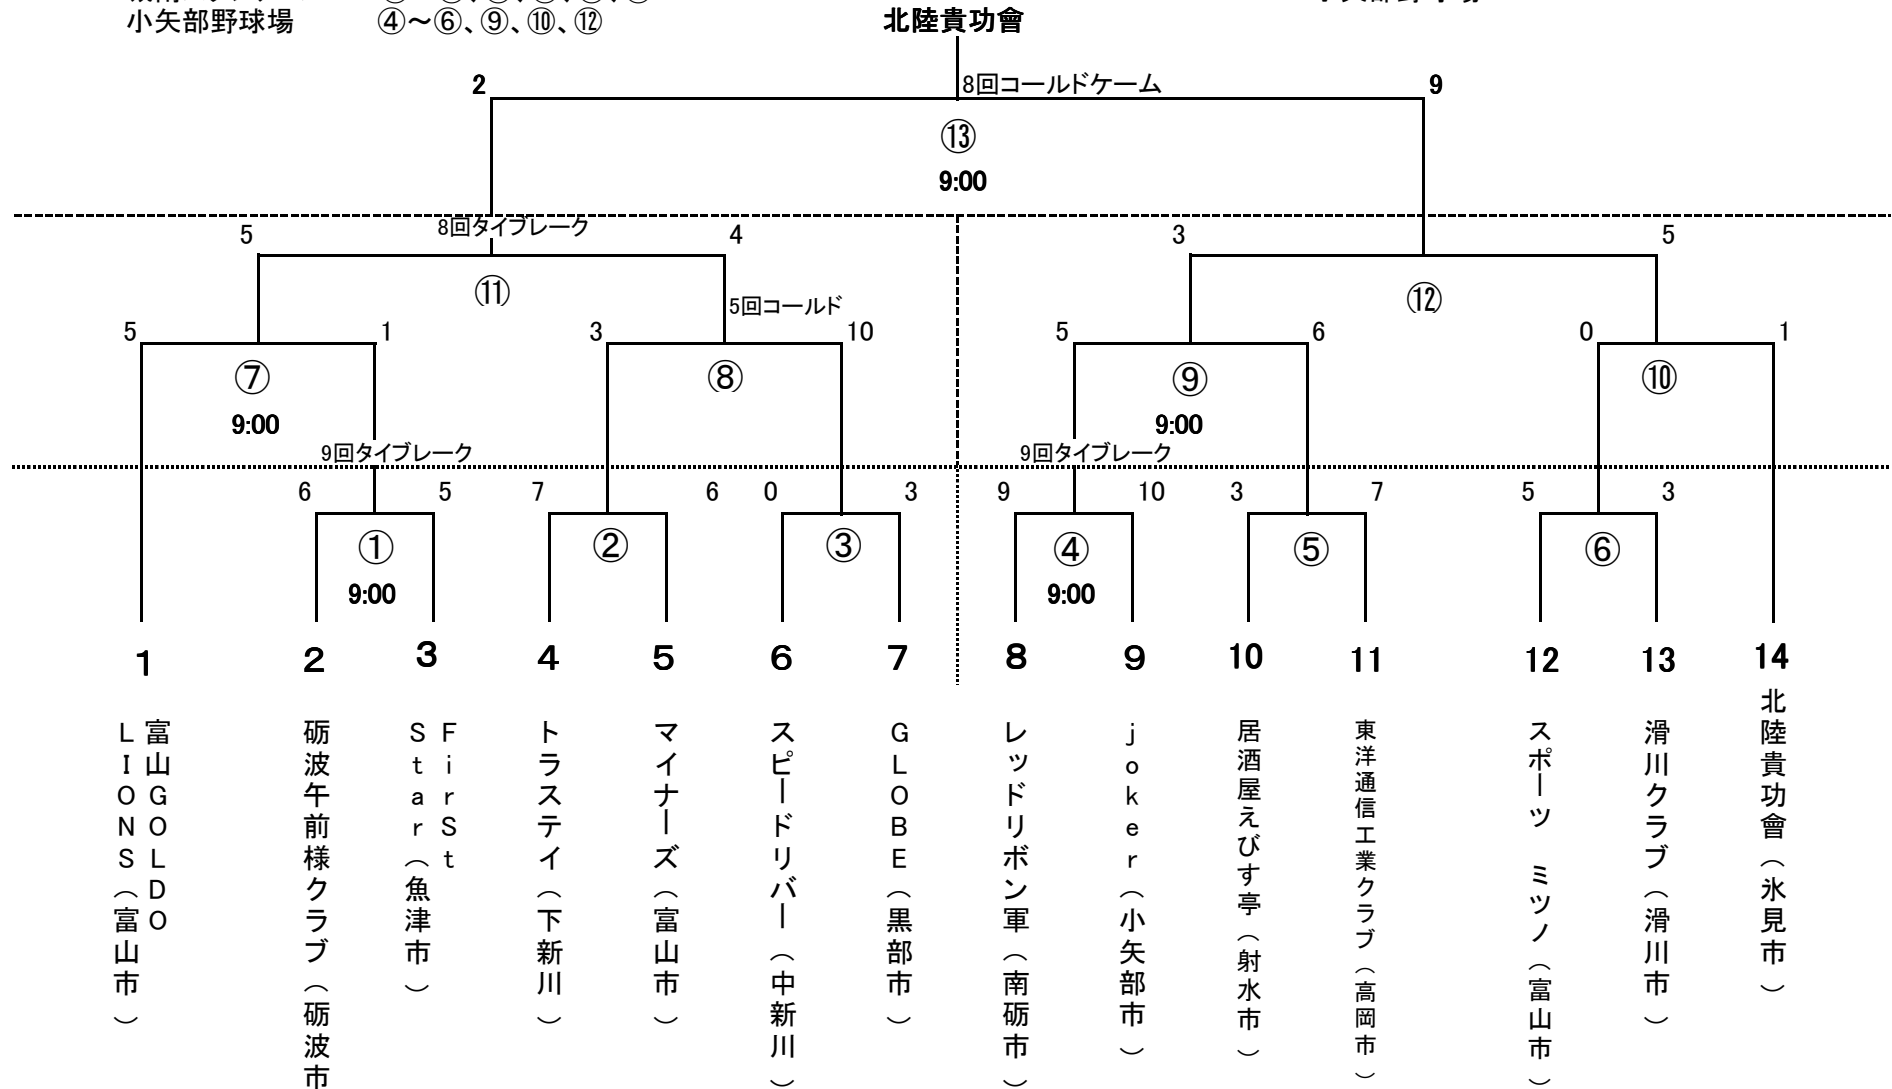 小矢部野球場 ④～⑥、⑨、⑩、⑫
北陸貴功會
2 8回コールドケーム 9
⑬
9:00
8回タイブレーク
5 4 3 5
⑪ ⑫
5回コールド
5 1 3 10 5 6 0 1
⑦ ⑧ ⑨ ⑩
9:00 9:00
9回タイブレーク 9回タイブレーク
6 5 7 6 0 3 9 10 3 7 5 3
① ② ③ ④ ⑤ ⑥
9:00 9:00
1 2 3 4 5 6 7 8 9 10 11 12 13 14
富山GOLDO
LIONS（富山市）
砺波午前様クラブ（砺波市
FirSt
Star（魚津市）
トラステイ（下新川）
マイナーズ（富山市）
スピードリバー（中新川）
GLOBE（黒部市）
レッドリボン軍（南砺市）
joker（小矢部市）
居酒屋えびす亭（射水市）
東洋通信工業クラブ（高岡市）
スポーツ ミツノ（富山市）
滑川クラブ（滑川市）
北陸貴功會（氷見市）